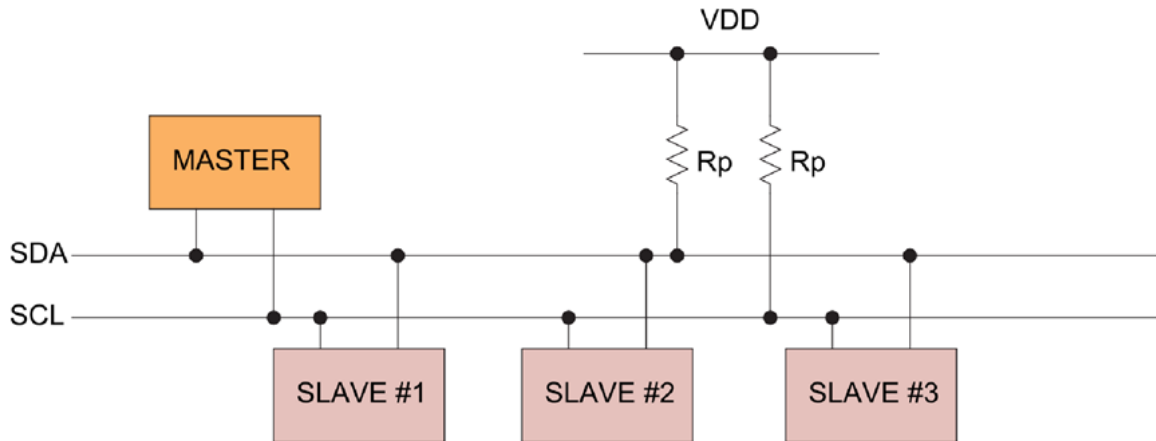 VDD
MASTER
Rp
Rp
SDA
SCL
SLAVE #1
SLAVE #2
SLAVE #3